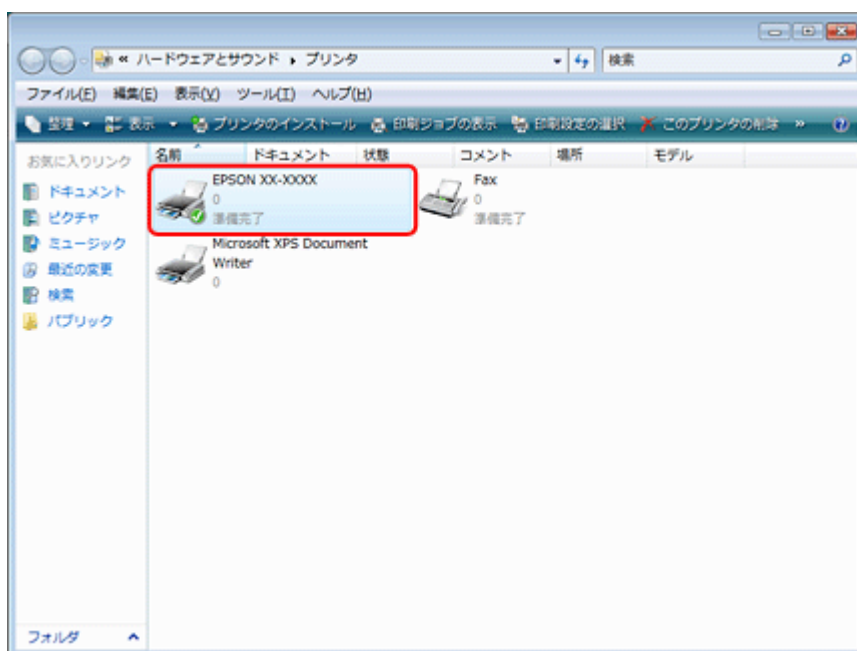 « ハードウェアとサウンド ▸ プリンタ
検索
ファイル(E) 編集(E) 表示(V) ツール(I) ヘルプ(H)
整理 表示 プリンタのインストール 印刷ジョブの表示 印刷設定の選択 このプリンタの削除 »
お気に入りリンク
ドキュメント
ピクチャ
ミュージック
最近の変更
検索
パブリック
名前 ドキュメント 状態 コメント 場所 モデル
EPSON XX-XXXX
0
準備完了
Fax
0
準備完了
Microsoft XPS Document
Writer
0
フォルダ